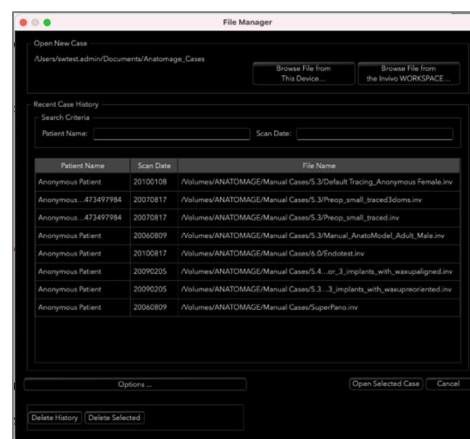 File Manager
Open New Case
/Users/swtest.admin/Documents/Anatomage_Cases
Browse File from
This Device...
Browse File from
the Invivo WORKSPACE...
Recent Case History
Search Criteria
Patient Name:
Scan Date:
Patient Name Scan Date File Name
Anonymous Patient 20100108 /Volumes/ANATOMAGE/Manual Cases/5.3/Default Tracing_Anonymous Female.inv
Anonymous...473497984 20070817 /Volumes/ANATOMAGE/Manual Cases/5.3/Preop_small_traced3doms.inv
Anonymous...473497984 20070817 /Volumes/ANATOMAGE/Manual Cases/5.3/Preop_small_traced.inv
Anonymous Patient 20060809 /Volumes/ANATOMAGE/Manual Cases/5.3/Manual_AnatoModel_Adult_Male.inv
Anonymous Patient 20100817 /Volumes/ANATOMAGE/Manual Cases/6.0/Endotest.inv
Anonymous Patient 20090205 /Volumes/ANATOMAGE/Manual Cases/5.4...or_3_implants_with_waxupaligned.inv
Anonymous Patient 20090205 /Volumes/ANATOMAGE/Manual Cases/5.3...3_implants_with_waxupreoriented.inv
Anonymous Patient 20060809 /Volumes/ANATOMAGE/Manual Cases/SuperPano.inv
Options ...
Open Selected Case
Cancel
Delete History
Delete Selected